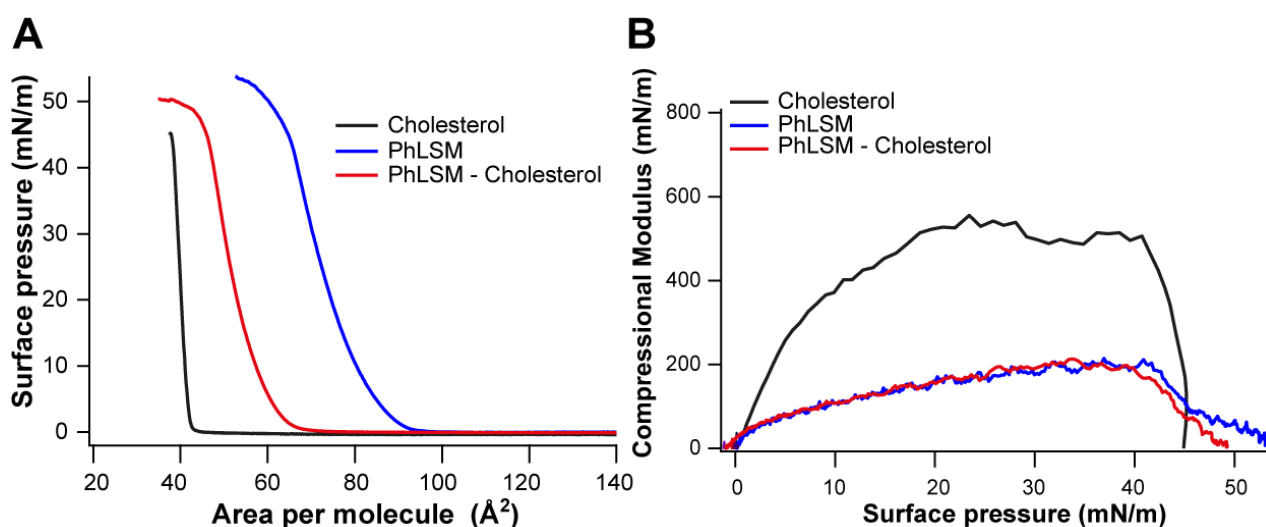 A
Surface pressure (mN/m)
50
40
30
20
10
0
20
40
60
80
100
120
140
Area per molecule (Å²)
Cholesterol
PhLSM
PhLSM - Cholesterol
B
Compressional Modulus (mN/m)
800
600
400
200
0
0
10
20
30
40
50
Surface pressure (mN/m)
Cholesterol
PhLSM
PhLSM - Cholesterol